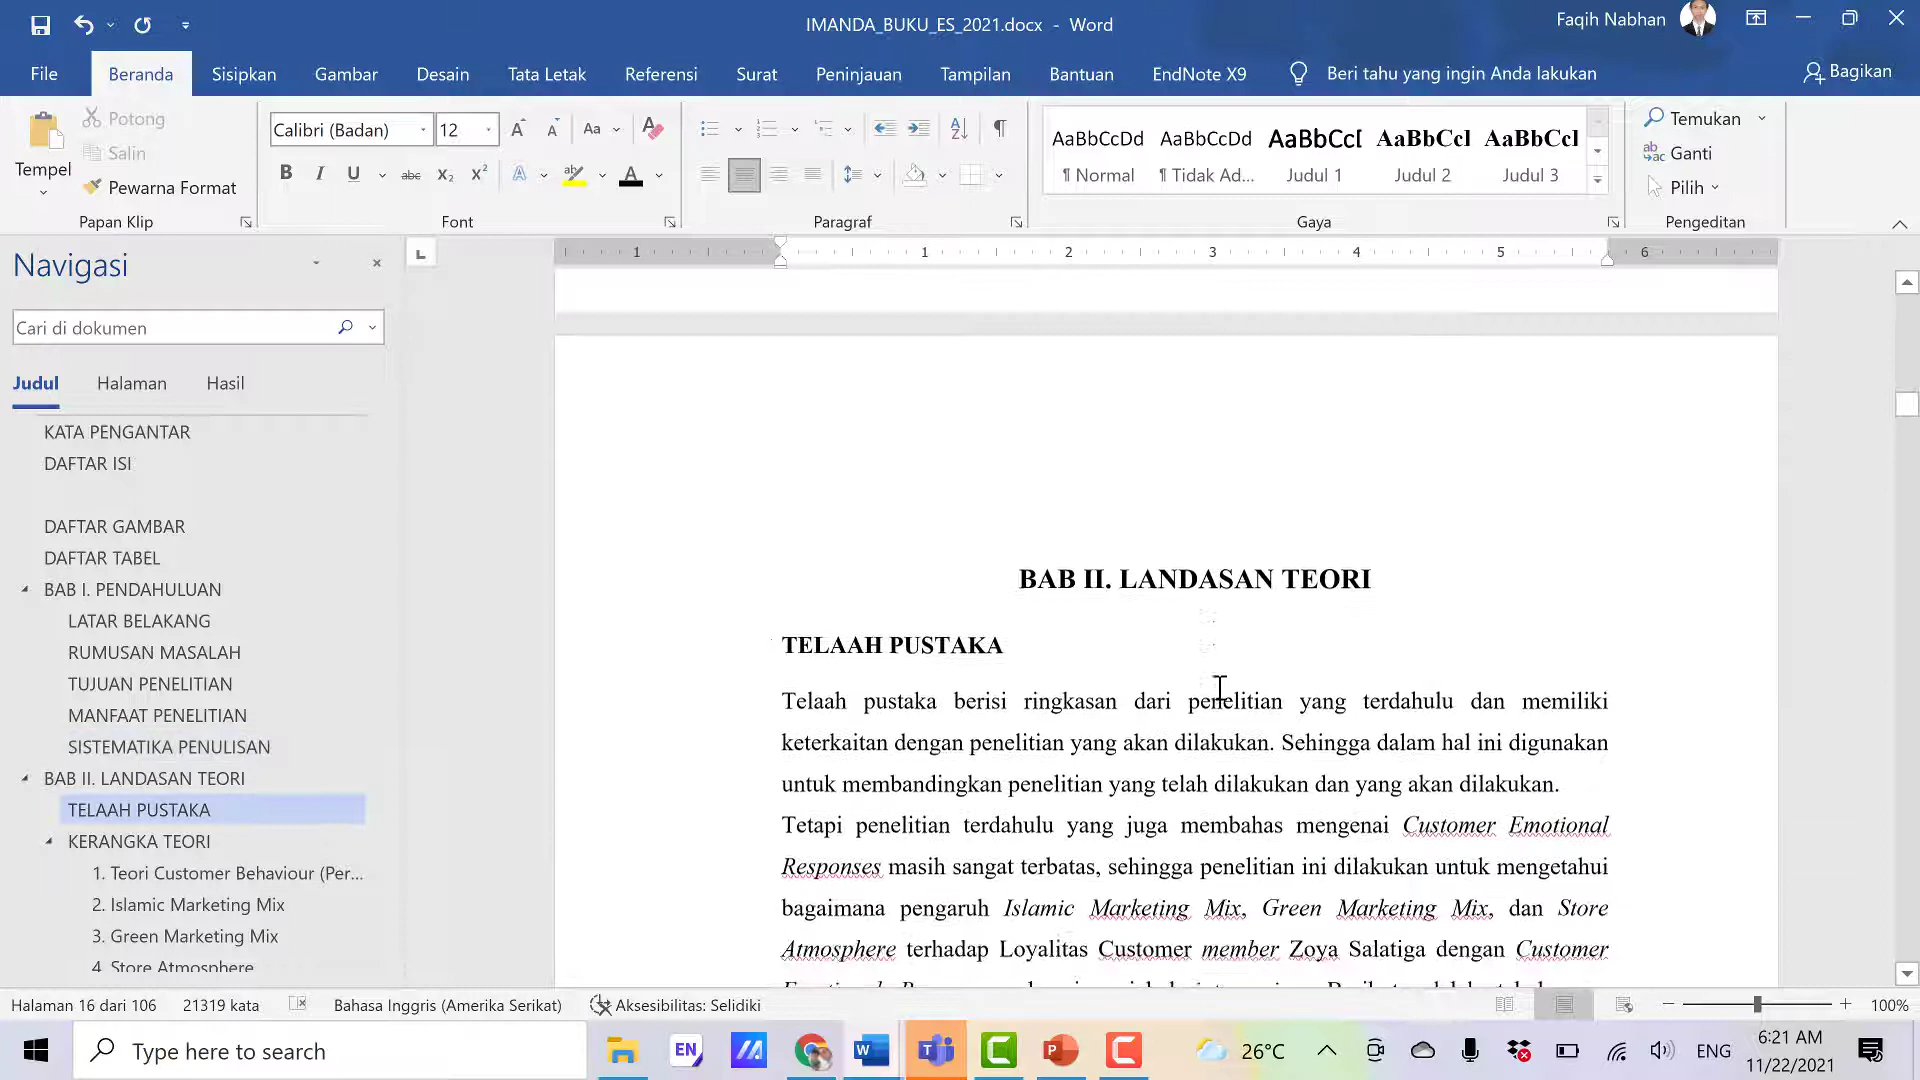 IMANDA_BUKU_ES_2021.docx - Word
Faqih Nabhan
File Beranda Sisipkan Gambar Desain Tata Letak Referensi Surat Peninjauan Tampilan Bantuan EndNote X9 Beri tahu yang ingin Anda lakukan Bagikan
Tempel
Potong
Salin
Pewarna Format
Papan Klip
Calibri (Badan) 12
Font
Paragraf
AaBbCcDd AaBbCcDd AaBbCcD AaBbCcI AaBbCcI
¶ Normal ¶ Tidak Ad... Judul 1 Judul 2 Judul 3
Gaya
Temukan
Ganti
Pilih
Pengeditan
Navigasi
Cari di dokumen
Judul Halaman Hasil
KATA PENGANTAR
DAFTAR ISI
DAFTAR GAMBAR
DAFTAR TABEL
BAB I. PENDAHULUAN
LATAR BELAKANG
RUMUSAN MASALAH
TUJUAN PENELITIAN
MANFAAT PENELITIAN
SISTEMATIKA PENULISAN
BAB II. LANDASAN TEORI
TELAAH PUSTAKA
KERANGKA TEORI
1. Teori Customer Behaviour (Per...
2. Islamic Marketing Mix
3. Green Marketing Mix
4. Store Atmosphere
1 1 2 3 4 5 6
BAB II. LANDASAN TEORI
TELAAH PUSTAKA
Telaah pustaka berisi ringkasan dari penelitian yang terdahulu dan memiliki
keterkaitan dengan penelitian yang akan dilakukan. Sehingga dalam hal ini digunakan
untuk membandingkan penelitian yang telah dilakukan dan yang akan dilakukan.
Tetapi penelitian terdahulu yang juga membahas mengenai Customer Emotional
Responses masih sangat terbatas, sehingga penelitian ini dilakukan untuk mengetahui
bagaimana pengaruh Islamic Marketing Mix, Green Marketing Mix, dan Store
Atmosphere terhadap Loyalitas Customer member Zoya Salatiga dengan Customer
Halaman 16 dari 106 21319 kata Bahasa Inggris (Amerika Serikat) Aksesibilitas: Selidiki 100%
Type here to search
EN
26°C
ENG
6:21 AM
11/22/2021